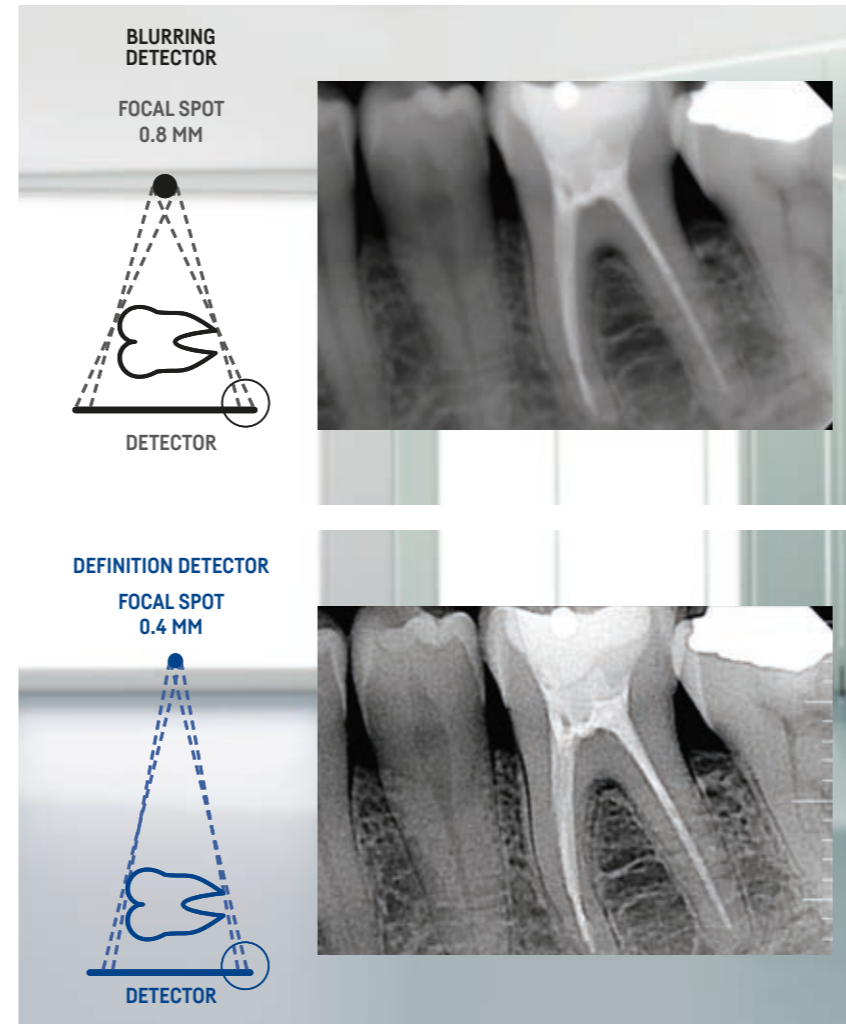 BLURRING
DETECTOR
FOCAL SPOT
0.8 MM
DETECTOR
DEFINITION DETECTOR
FOCAL SPOT
0.4 MM
DETECTOR